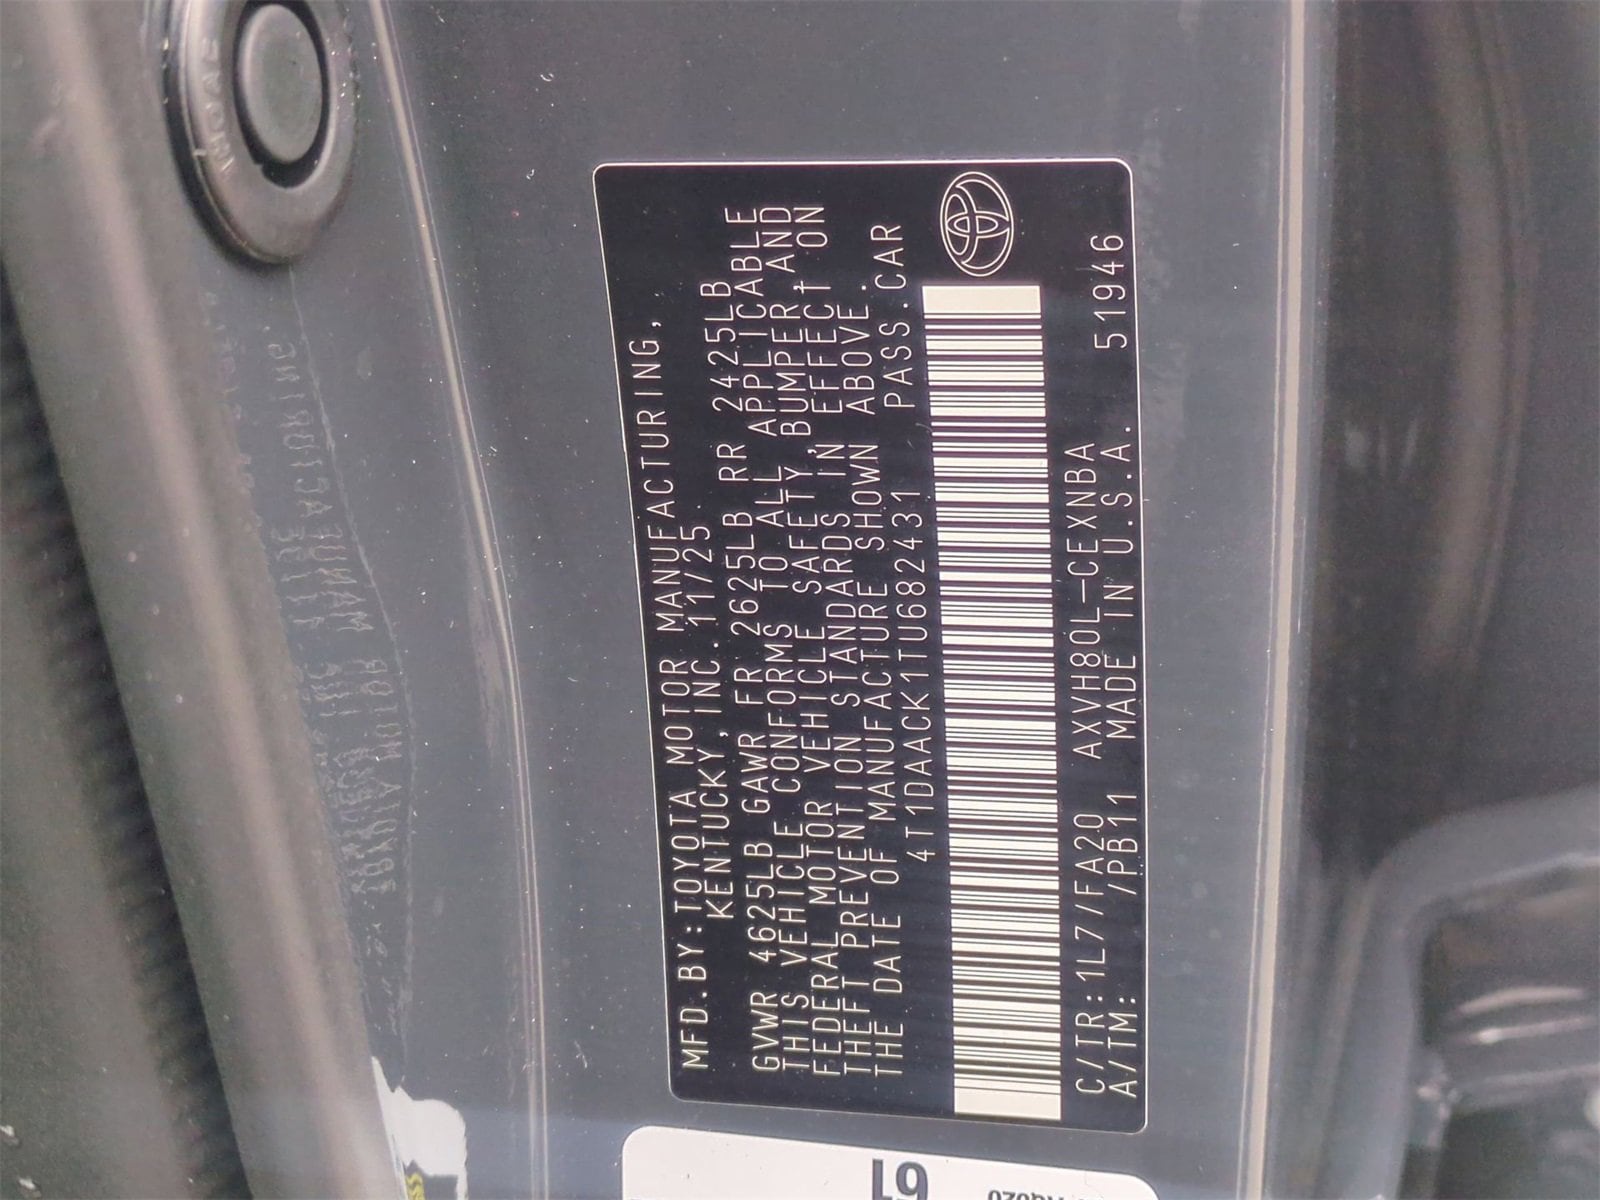 MFD.BY:TOYOTA MOTOR MANUFACTURING,
KENTUCKY, INC. 11/25
GVWR 4625LB GAWR FR 2625LB RR 2425LB
THIS VEHICLE CONFORMS TO ALL APPLICABLE
FEDERAL MOTOR VEHICLE SAFETY, BUMPER, AND
THEFT PREVENTION STANDARDS IN EFFECT ON
THE DATE OF MANUFACTURE SHOWN ABOVE.
4T1DAACK1TU682431 PASS.CAR
C/TR:1L7/FA20 AXVH80L-CEXNBA 51946
A/TM: /PB11 MADE IN U.S.A.